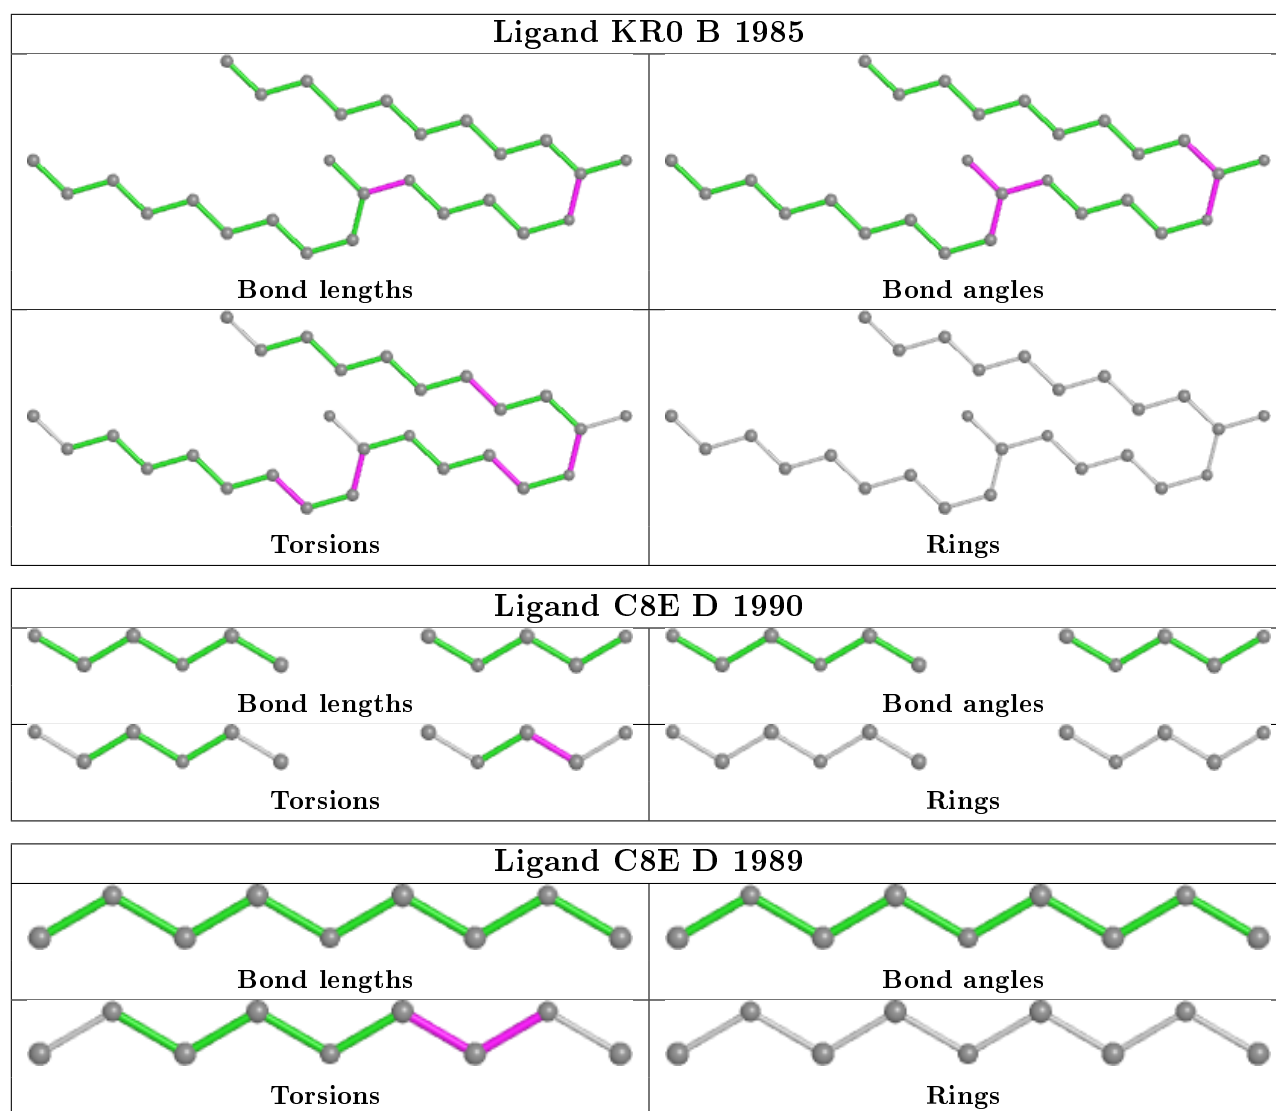 Ligand KR0 B 1985
Bond lengths
Bond angles
Torsions
Rings
Ligand C8E D 1990
Bond lengths
Bond angles
Torsions
Rings
Ligand C8E D 1989
Bond lengths
Bond angles
Torsions
Rings